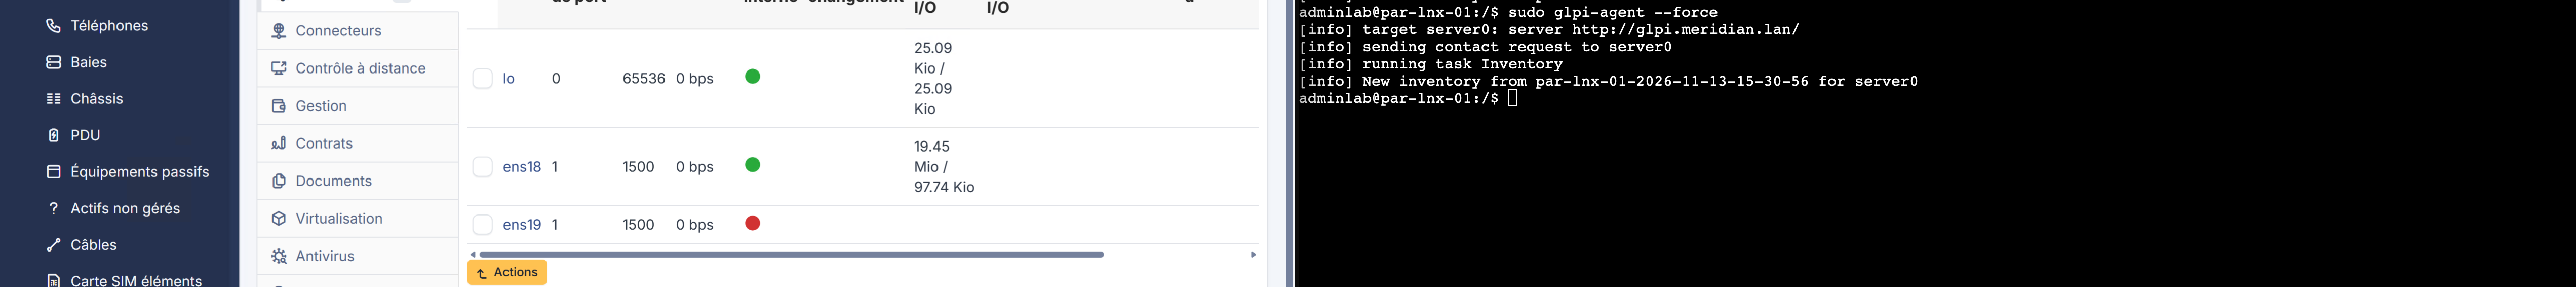 Téléphones
Baies
Châssis
PDU
Équipements passifs
Actifs non gérés
Câbles
Carte SIM éléments
Connecteurs
Contrôle à distance
Gestion
Contrats
Documents
Virtualisation
Antivirus
de port interne changement
I/O I/O
lo 0 65536 0 bps
25.09
Kio /
25.09
Kio
ens18 1 1500 0 bps
19.45
Mio /
97.74 Kio
ens19 1 1500 0 bps
Actions
adminlab@par-lnx-01:/$ sudo glpi-agent --force
[info] target server0: server http://glpi.meridian.lan/
[info] sending contact request to server0
[info] running task Inventory
[info] New inventory from par-lnx-01-2026-11-13-15-30-56 for server0
adminlab@par-lnx-01:/$